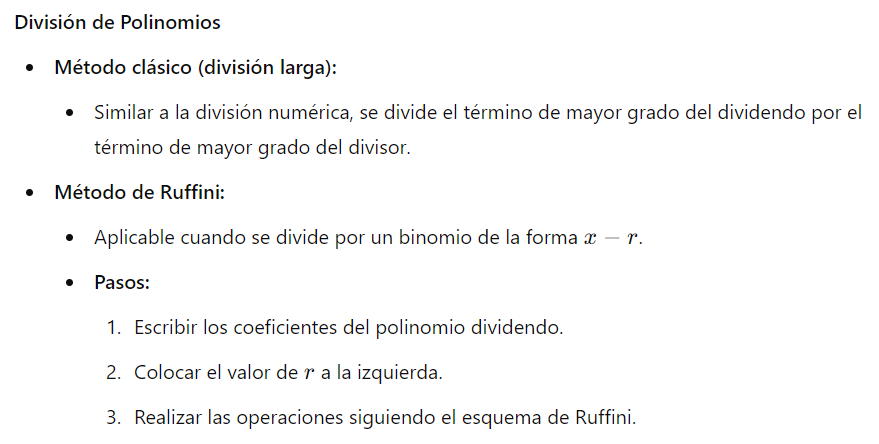 División de Polinomios
• Método clásico (división larga):
• Similar a la división numérica, se divide el término de mayor grado del dividendo por el
término de mayor grado del divisor.
• Método de Ruffini:
• Aplicable cuando se divide por un binomio de la forma x − r.
• Pasos:
1. Escribir los coeficientes del polinomio dividendo.
2. Colocar el valor de r a la izquierda.
3. Realizar las operaciones siguiendo el esquema de Ruffini.